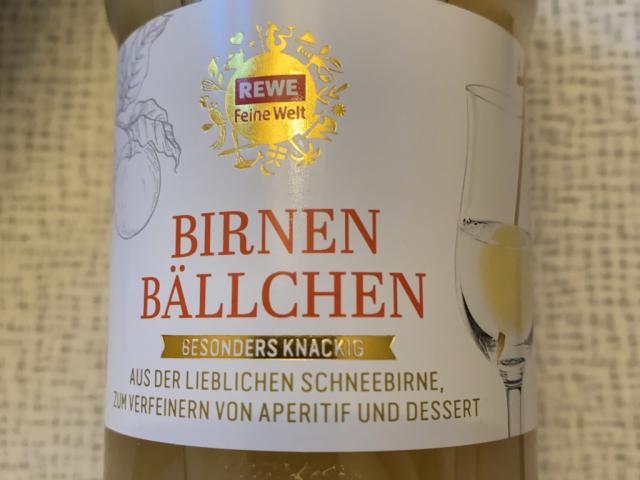 REWE
Feine Welt
BIRNEN
BÄLLCHEN
BESONDERS KNACKIG
AUS DER LIEBLICHEN SCHNEEBIRNE,
ZUM VERFEINERN VON APERITIF UND DESSERT